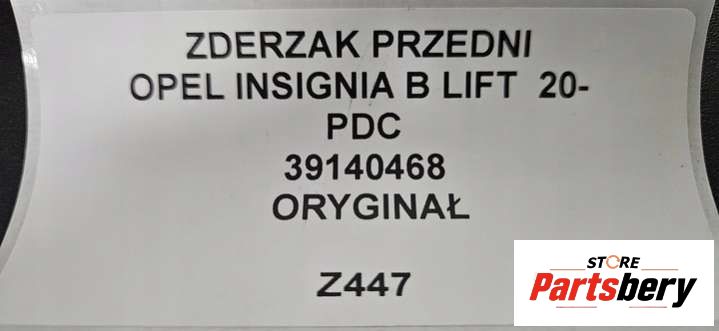 ZDERZAK PRZEDNI
OPEL INSIGNIA B LIFT 20-
PDC
39140468
ORYGINAŁ
Z447
STORE
Partsbery